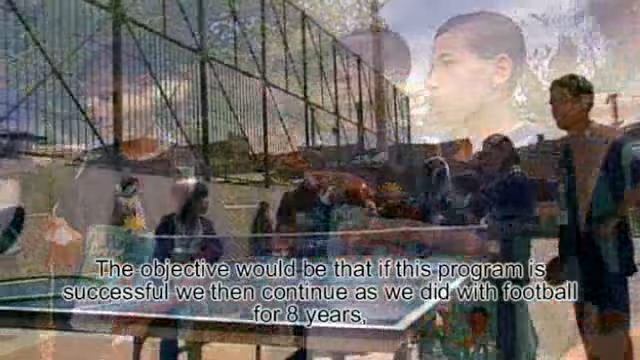 The objective would be that if this program is
successful we then continue as we did with football
for 8 years,